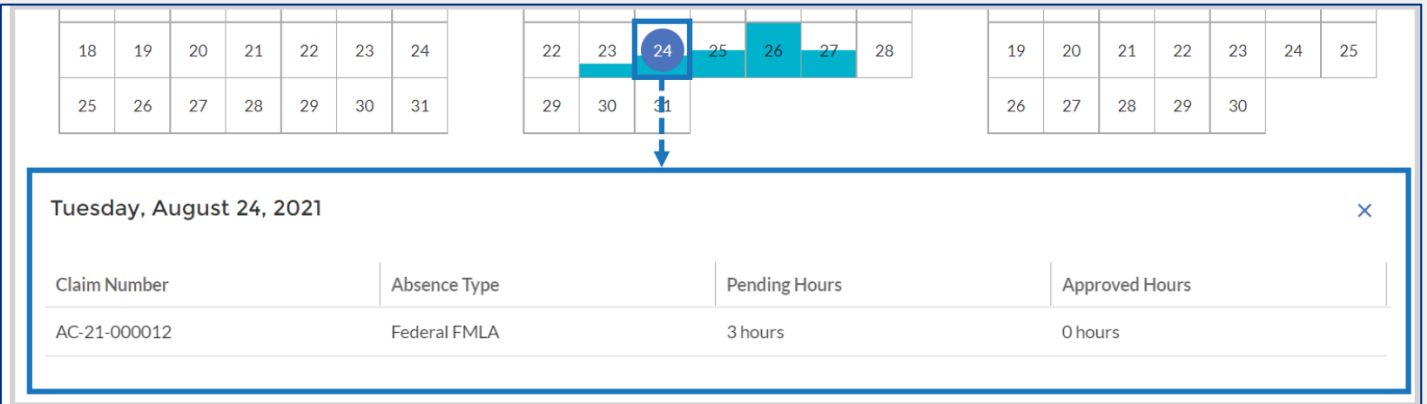 18 19 20 21 22 23 24 22 23 24 25 26 27 28 19 20 21 22 23 24 25
25 26 27 28 29 30 31 29 30 31 26 27 28 29 30
Tuesday, August 24, 2021 ×
Claim Number Absence Type Pending Hours Approved Hours
AC-21-000012 Federal FMLA 3 hours 0 hours